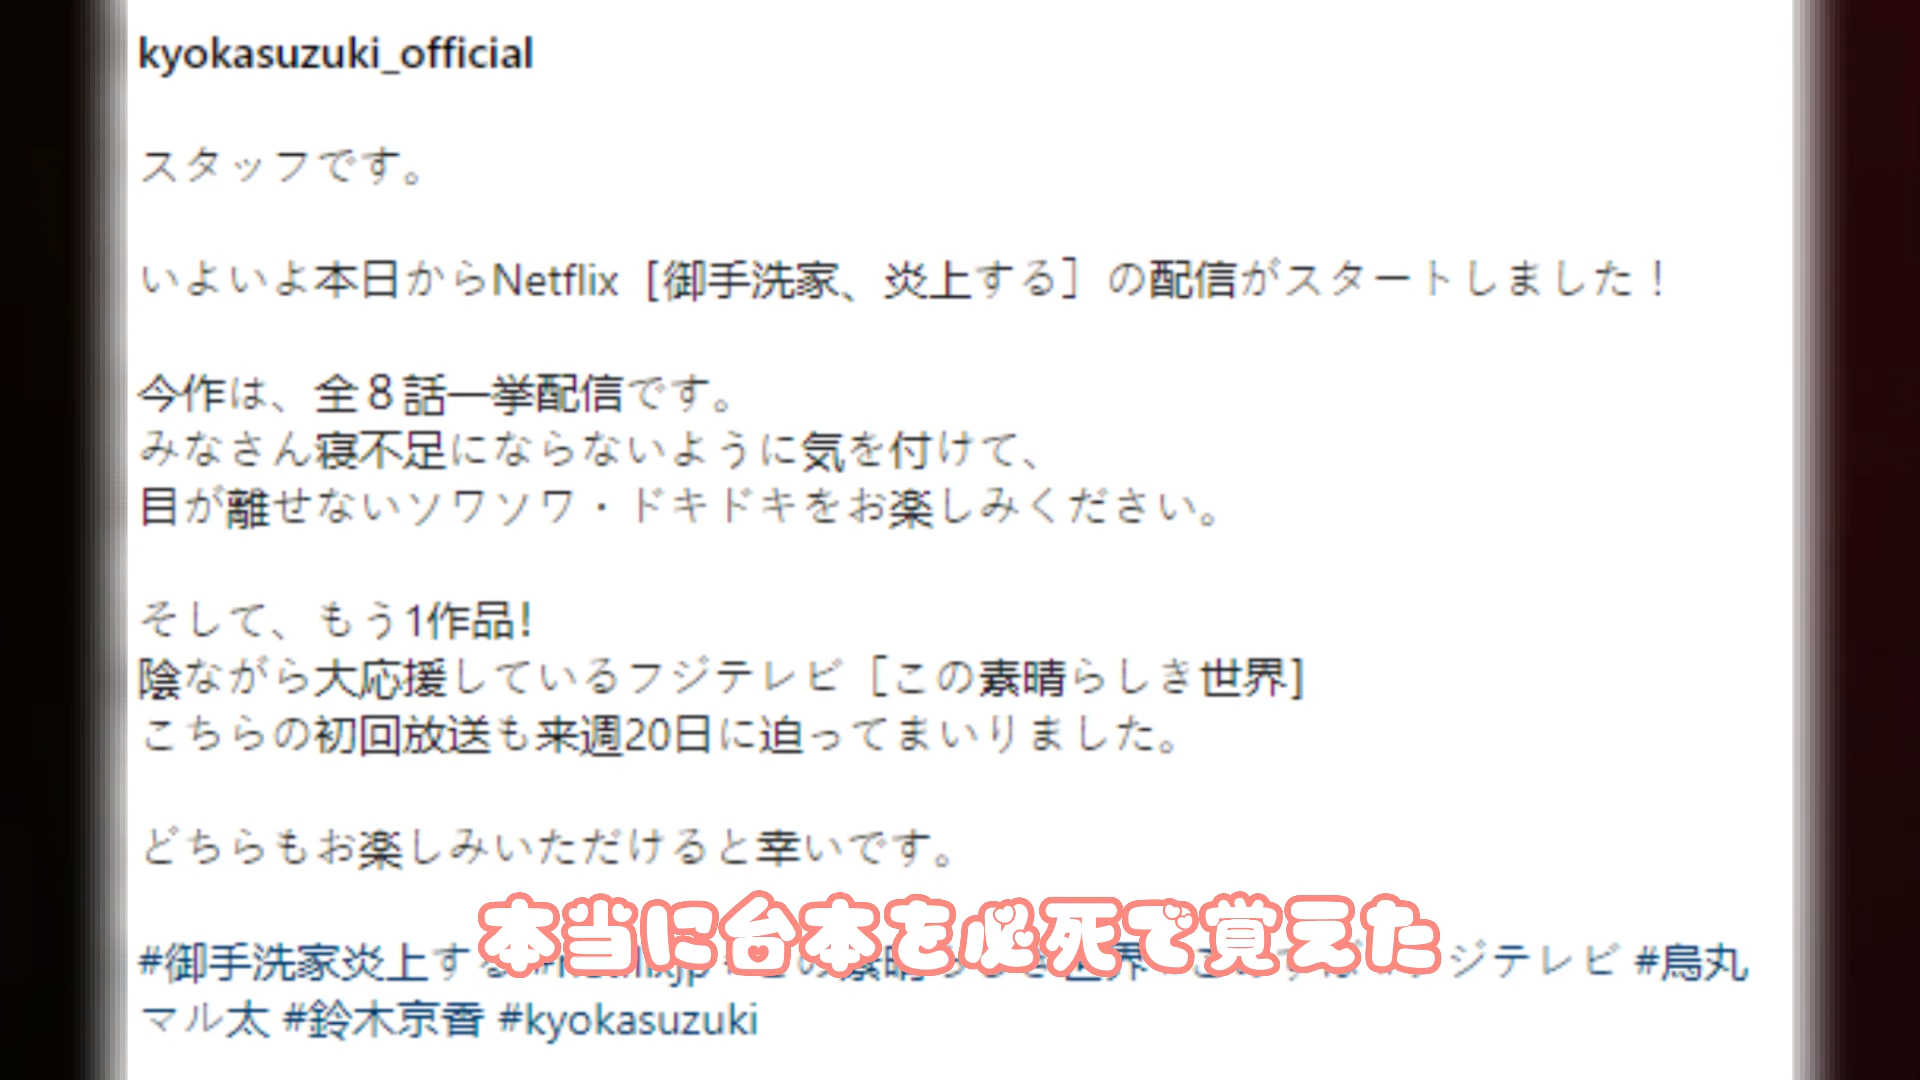 kyokasuzuki_official
スタッフです。
いよいよ本日からNetflix［御手洗家、炎上する］の配信がスタートしました！
今作は、全８話一挙配信です。
みなさん寝不足にならないように気を付けて、
目が離せないソワソワ・ドキドキをお楽しみください。
そして、もう1作品!
陰ながら大応援しているフジテレビ［この素晴らしき世界］
こちらの初回放送も来週20日に迫ってまいりました。
どちらもお楽しみいただけると幸いです。
本当に台本を必死で覚えた
#御手洗家炎上する ジテレビ #烏丸
マル太 #鈴木京香 #kyokasuzuki